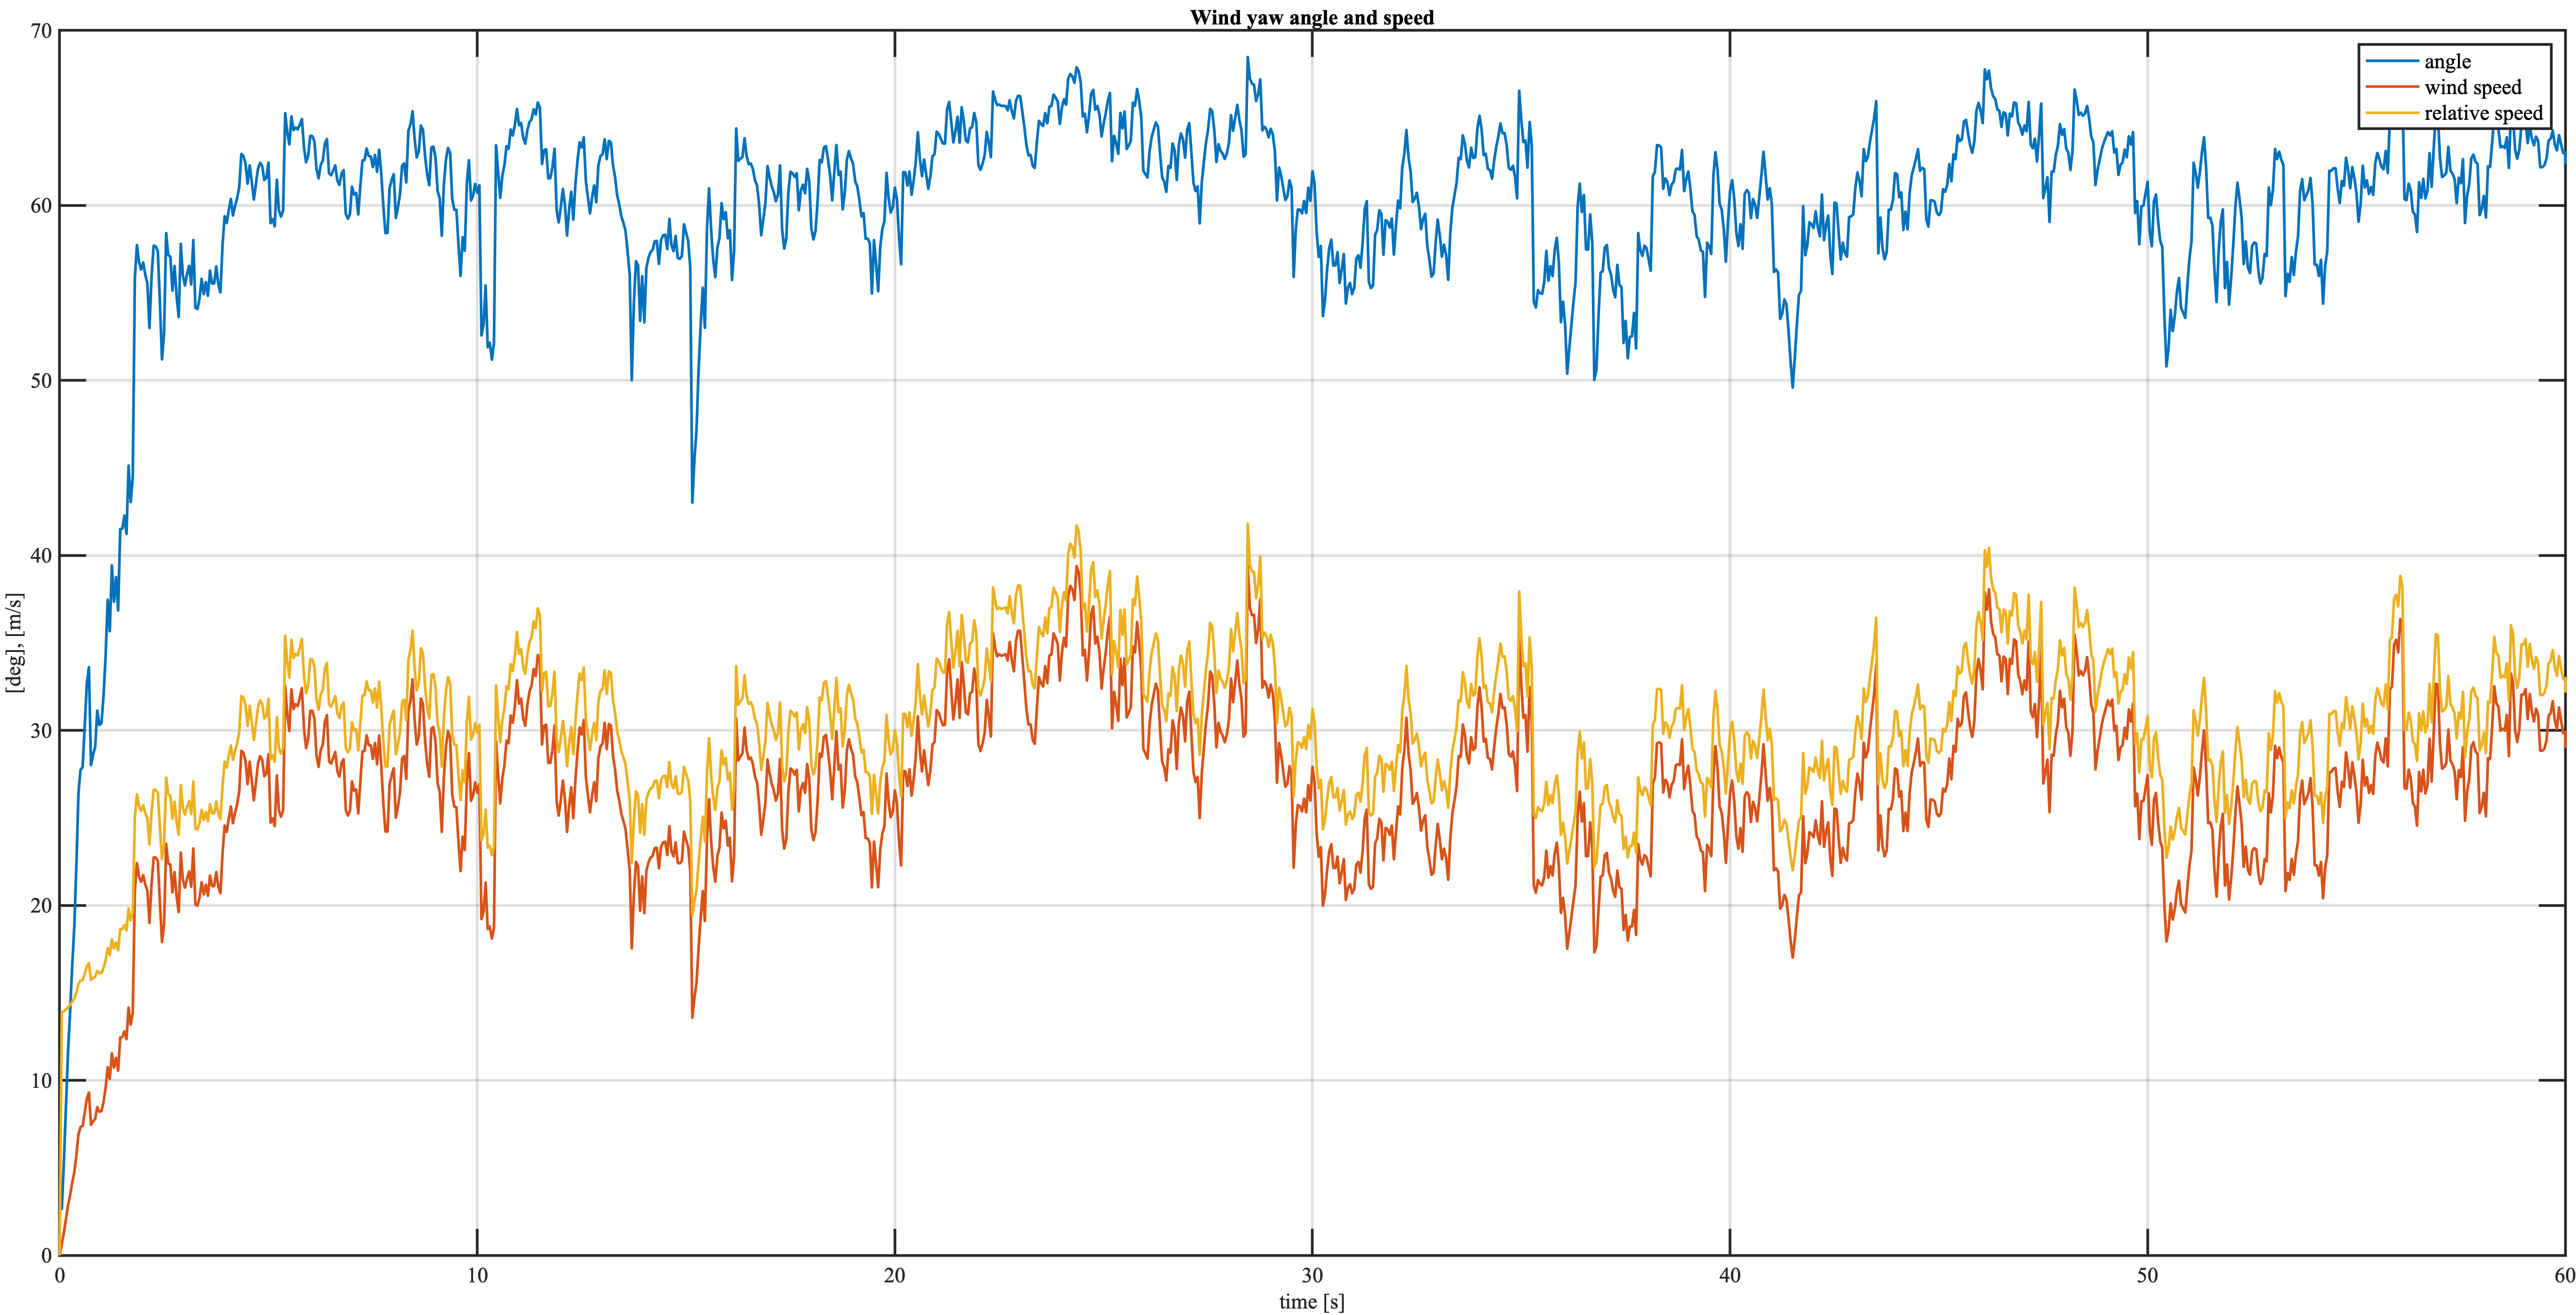 Wind yaw angle and speed
70
60
50
40
30
20
10
0
[deg], [m/s]
angle
wind speed
relative speed
0 10 20 30 40 50 60
time [s]